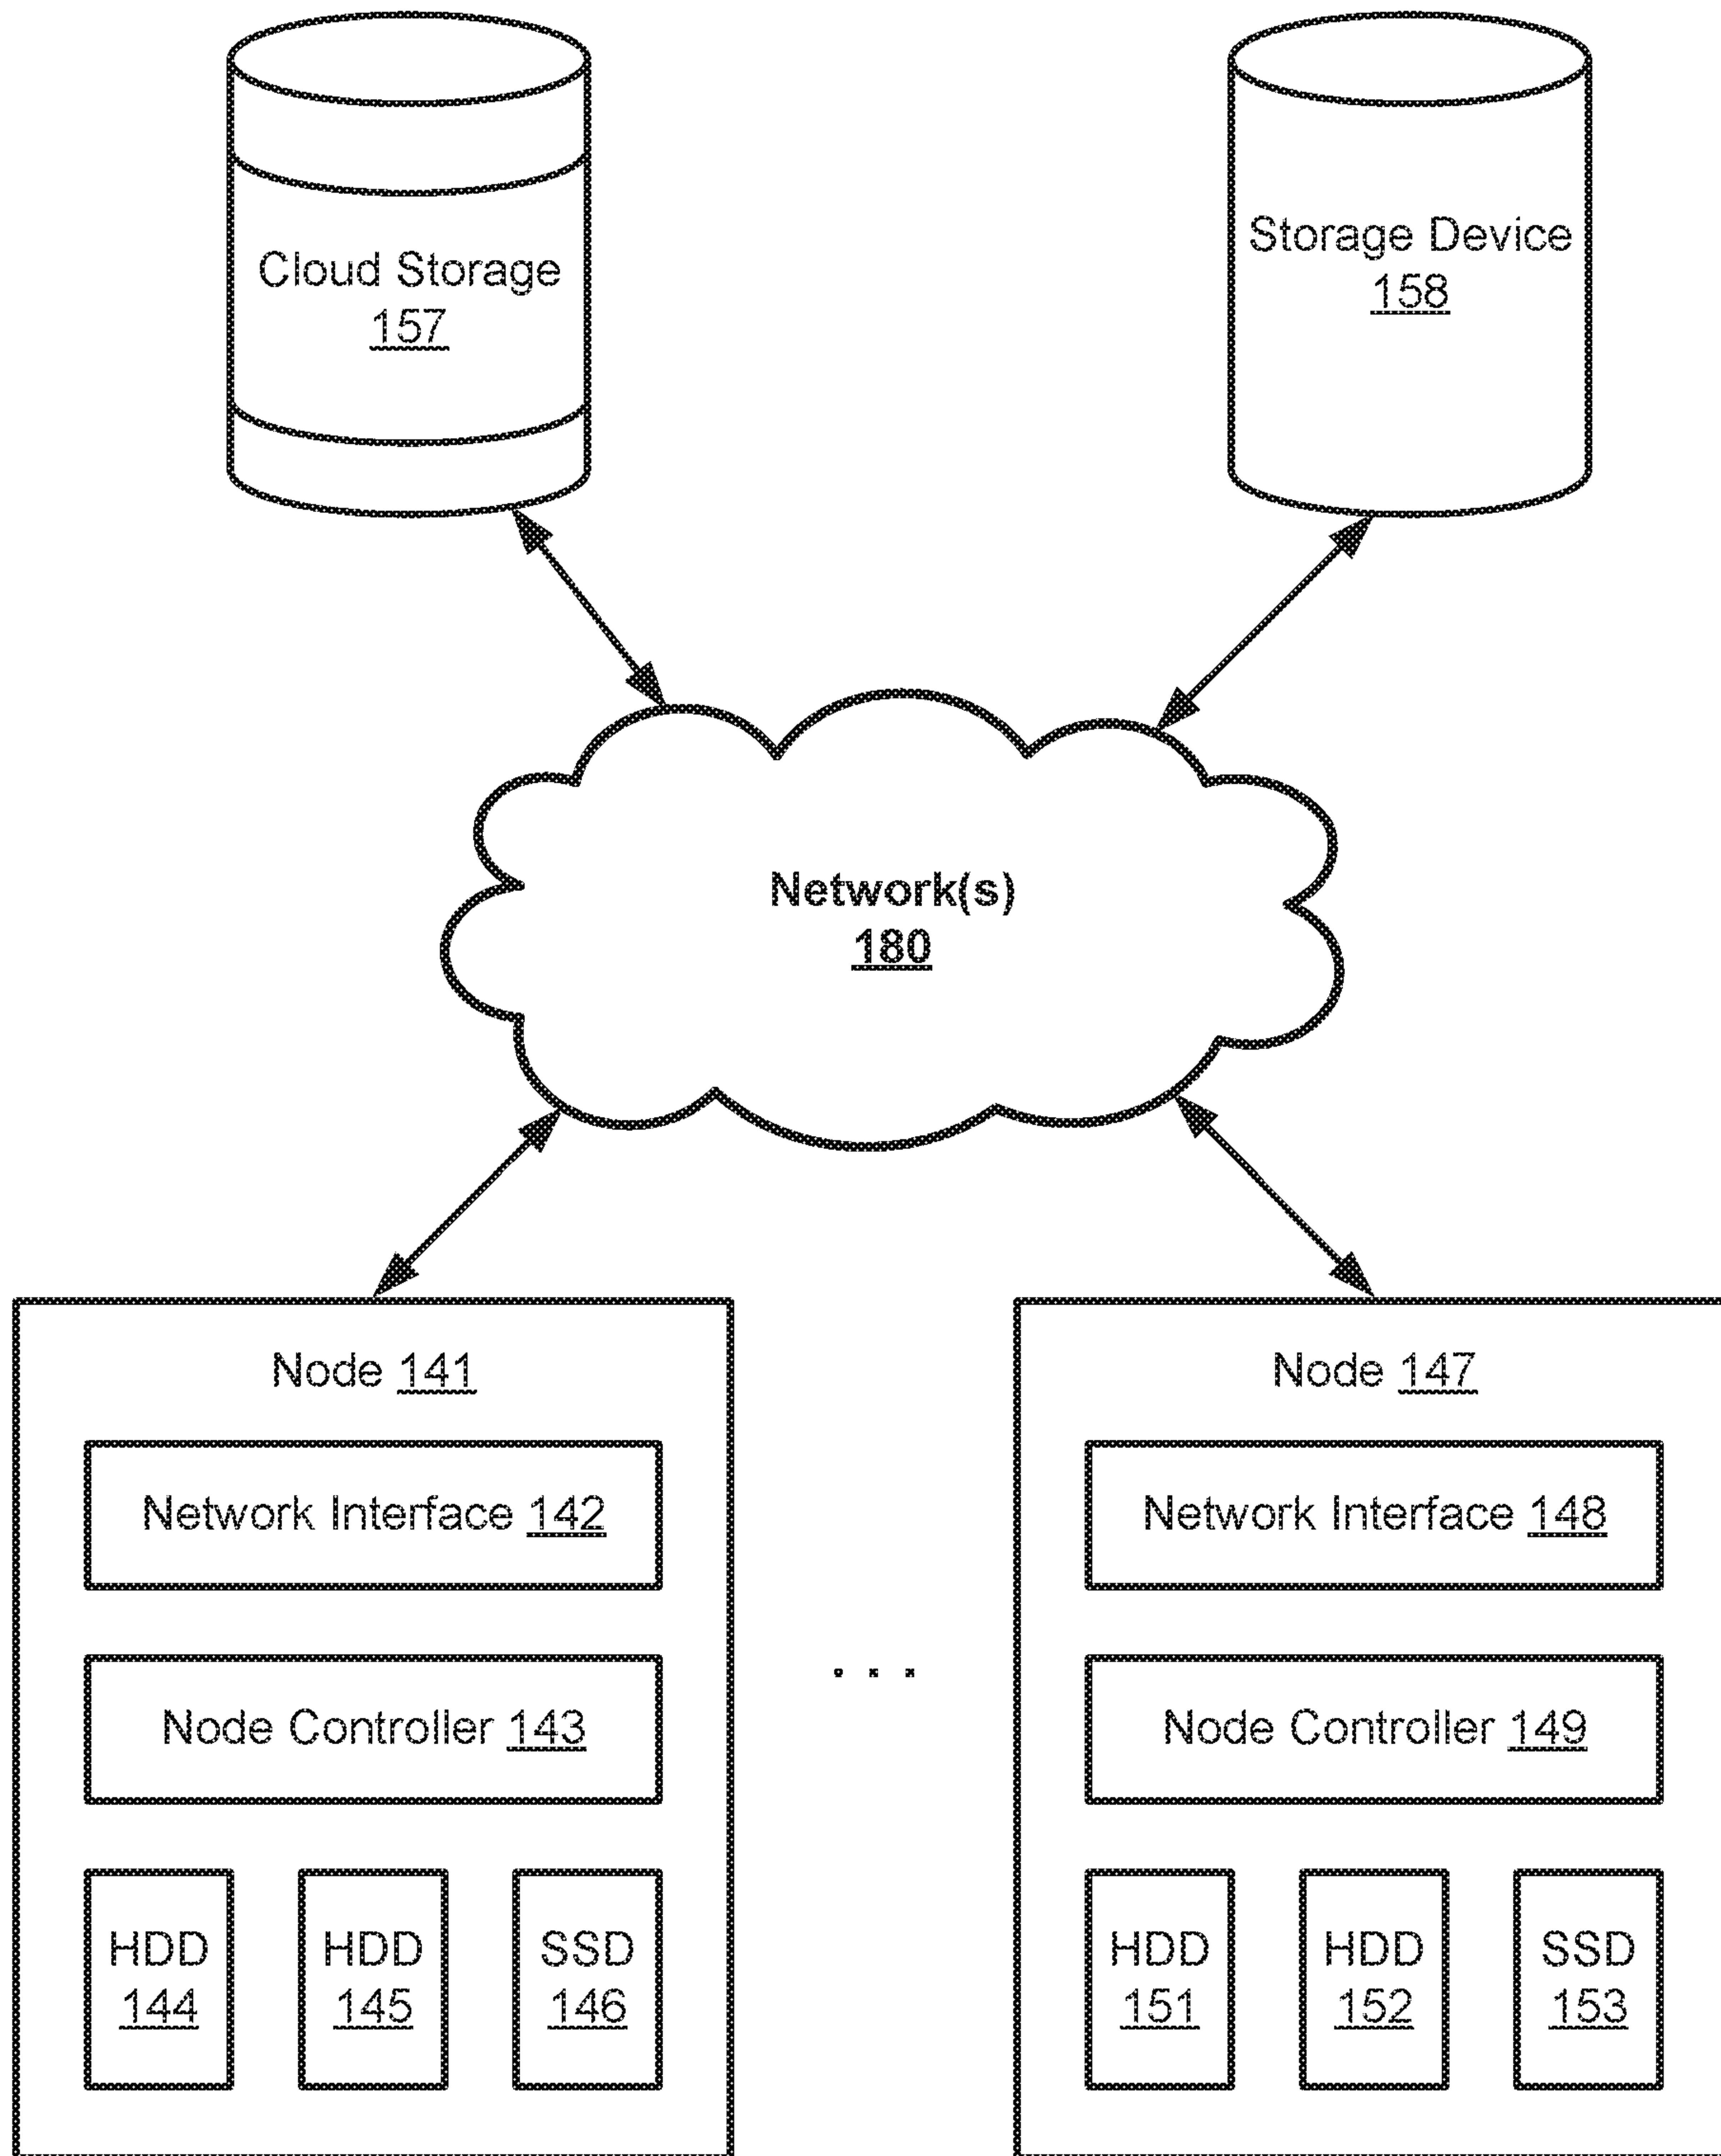 Cloud Storage
157
Storage Device
158
Network(s)
180
Node 141
Network Interface 142
Node Controller 143
HDD
144
HDD
145
SSD
146
. . .
Node 147
Network Interface 148
Node Controller 149
HDD
151
HDD
152
SSD
153